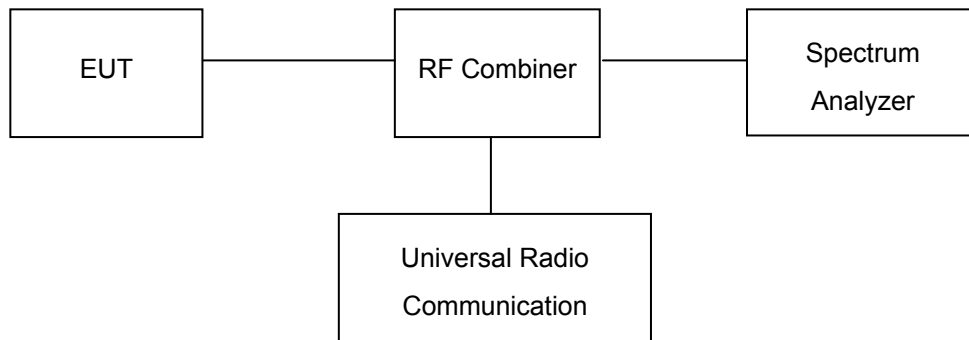 EUT
RF Combiner
Spectrum
Analyzer
Universal Radio
Communication